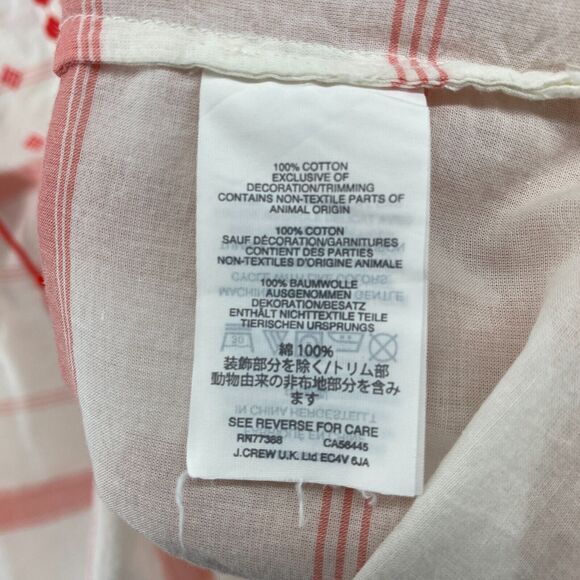 100% COTTON
EXCLUSIVE OF
DECORATION/TRIMMING
CONTAINS NON-TEXTILE PARTS OF
ANIMAL ORIGIN
100% COTON
SAUF DÉCORATION/GARNITURES
CONTIENT DES PARTIES
NON-TEXTILES D'ORIGINE ANIMALE
100% BAUMWOLLE
AUSGENOMMEN
DEKORATION/BESATZ
ENTHÄLT NICHTTEXTILE TEILE
TIERISCHEN URSPRUNGS
綿 100%
装飾部分を除く/トリム部
動物由来の非布地部分を含み
ます
SEE REVERSE FOR CARE
RN77388 CA56445
J.CREW U.K. Ltd EC4V 6JA